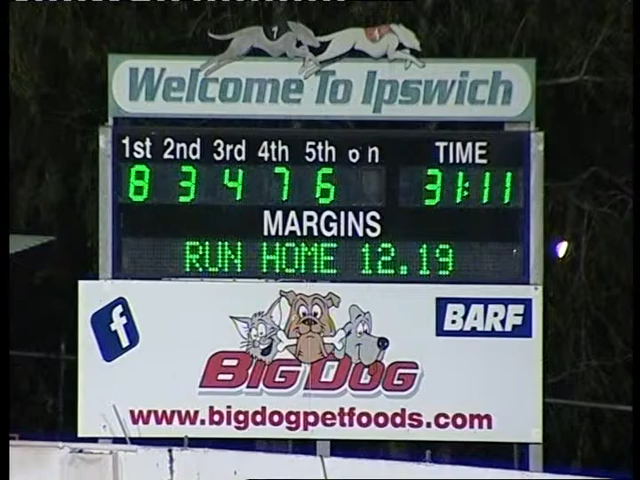 Welcome To Ipswich
1st 2nd 3rd 4th 5th o n TIME
8 3 4 7 6 31:11
MARGINS
RUN HOME 12.19
f
BARF
BIG DOG
www.bigdogpetfoods.com